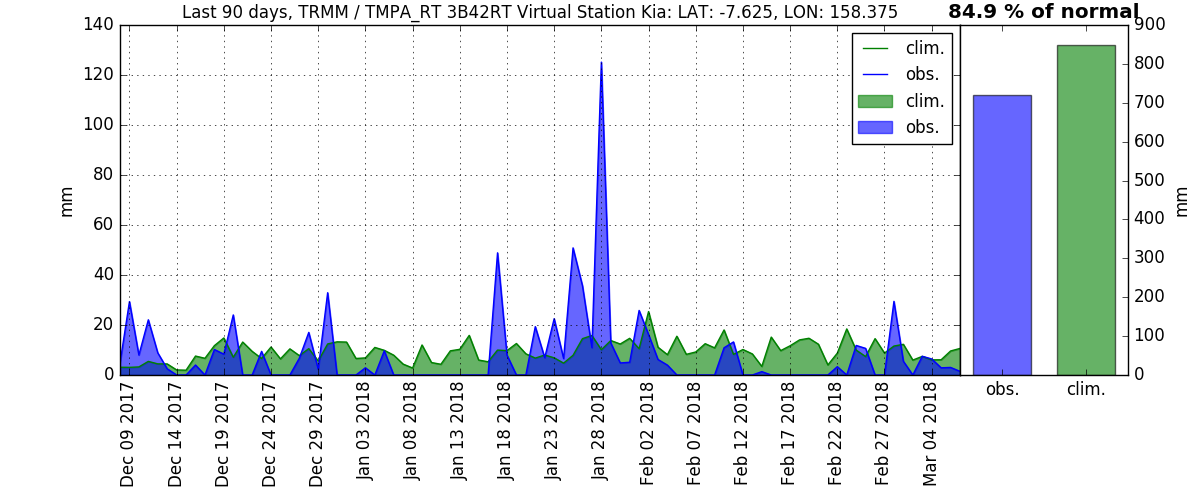 Last 90 days, TRMM / TMPA_RT 3B42RT Virtual Station Kia: LAT: -7.625, LON: 158.375
84.9 % of normal
140
120
100
80
60
40
20
0
mm
clim.
obs.
clim.
obs.
900
800
700
600
500
400
300
200
100
0
mm
obs.
clim.
Dec 09 2017
Dec 14 2017
Dec 19 2017
Dec 24 2017
Dec 29 2017
Jan 03 2018
Jan 08 2018
Jan 13 2018
Jan 18 2018
Jan 23 2018
Jan 28 2018
Feb 02 2018
Feb 07 2018
Feb 12 2018
Feb 17 2018
Feb 22 2018
Feb 27 2018
Mar 04 2018